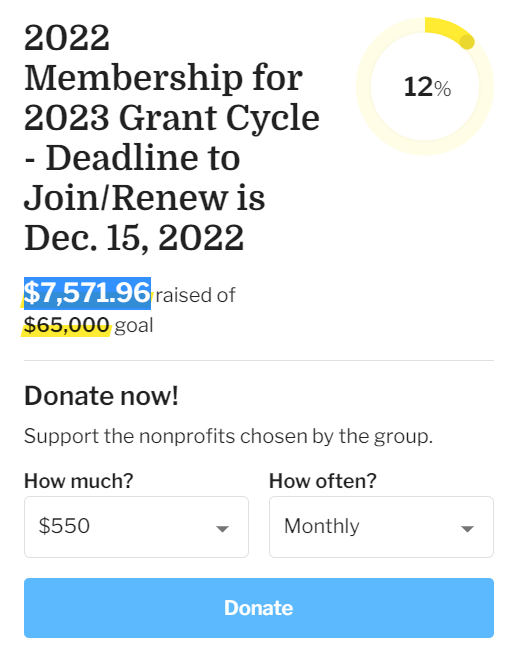 2022
Membership for
2023 Grant Cycle
- Deadline to
Join/Renew is
Dec. 15, 2022
12%
$7,571.96 raised of
$65,000 goal
Donate now!
Support the nonprofits chosen by the group.
How much?
How often?
$550
Monthly
Donate